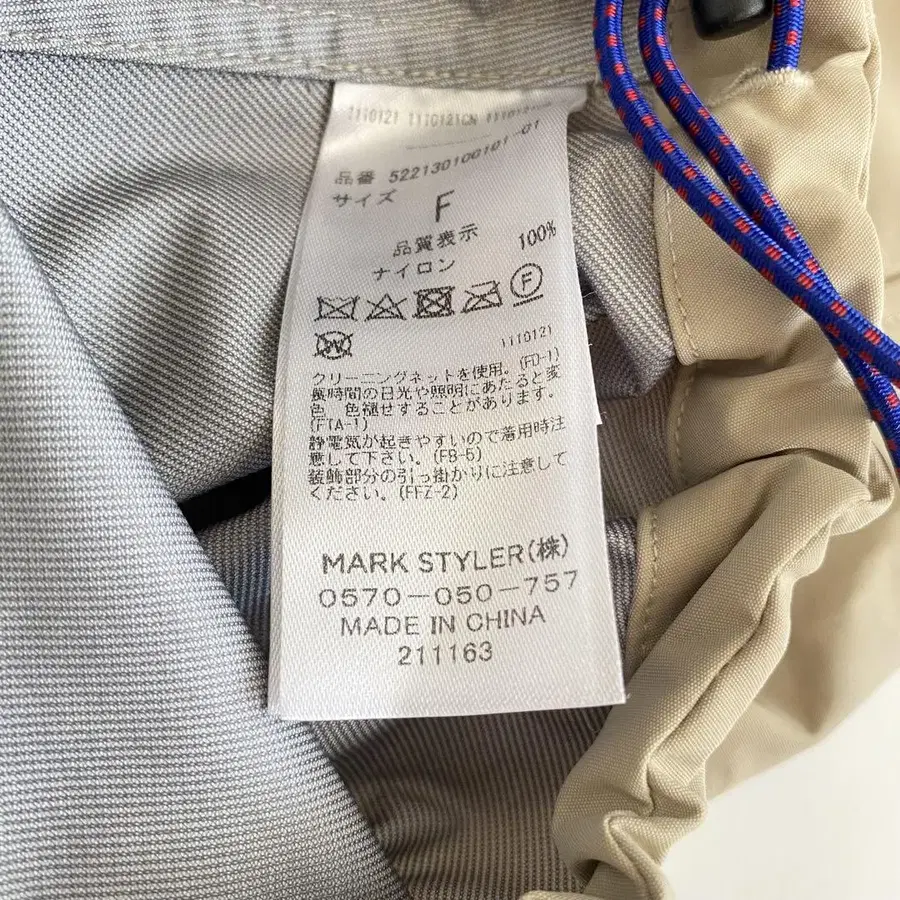 1110121 1110121CN 1110121
品番 522130100101-01
サイズ
F
品質表示
ナイロン 100%
F
W
1110121
クリーニングネットを使用。(FD-1)
長時間の日光や照明にあたると変
色、色褪せすることがあります。
(FTA-1)
静電気が起きやすいので着用時注
意して下さい。(FB-5)
装飾部分の引っ掛かりに注意して
ください。(FFZ-2)
MARK STYLER(株)
0570-050-757
MADE IN CHINA
211163